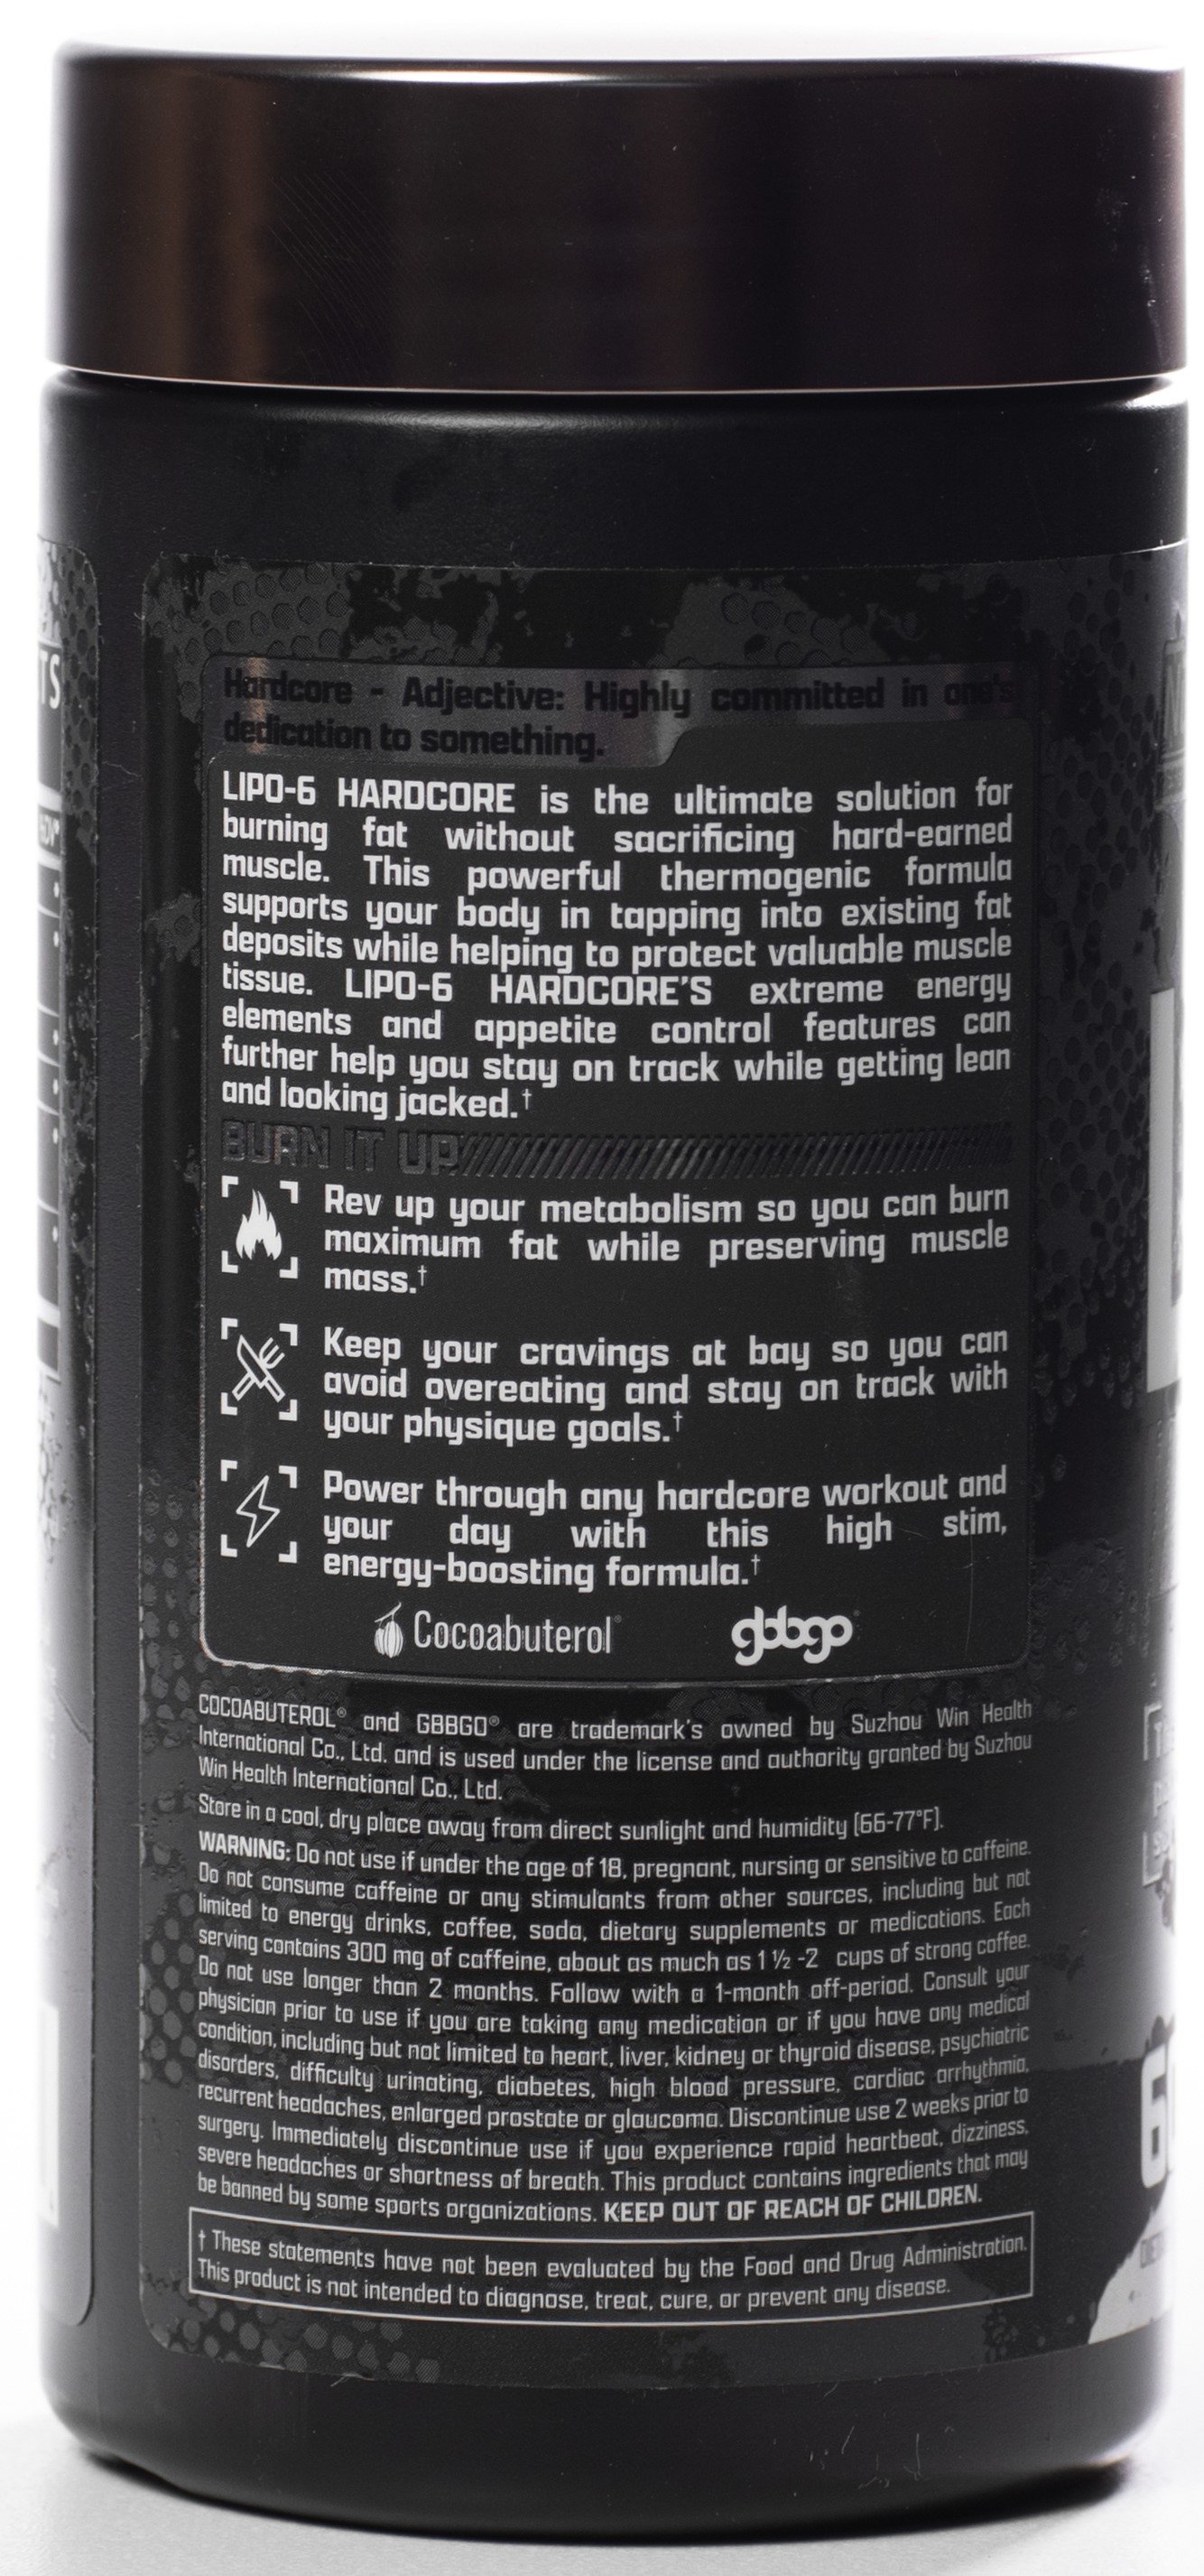 Hardcore - Adjective: Highly committed in one's
dedication to something.
LIPO-6 HARDCORE is the ultimate solution for
burning fat without sacrificing hard-earned
muscle. This powerful thermogenic formula
supports your body in tapping into existing fat
deposits while helping to protect valuable muscle
tissue. LIPO-6 HARDCORE'S extreme energy
elements and appetite control features can
further help you stay on track while getting lean
and looking jacked.†
BURN IT UP
Rev up your metabolism so you can burn
maximum fat while preserving muscle
mass.†
Keep your cravings at bay so you can
avoid overeating and stay on track with
your physique goals.†
Power through any hardcore workout and
your day with this high stim,
energy-boosting formula.†
Cocoabuterol®
gbbgo®
COCOABUTEROL® and GBBGO® are trademark's owned by Suzhou Win Health
International Co., Ltd. and is used under the license and authority granted by Suzhou
Win Health International Co., Ltd.
Store in a cool, dry place away from direct sunlight and humidity (66-77°F).
WARNING: Do not use if under the age of 18, pregnant, nursing or sensitive to caffeine.
Do not consume caffeine or any stimulants from other sources, including but not
limited to energy drinks, coffee, soda, dietary supplements or medications. Each
serving contains 300 mg of caffeine, about as much as 1 ½ -2 cups of strong coffee.
Do not use longer than 2 months. Follow with a 1-month off-period. Consult your
physician prior to use if you are taking any medication or if you have any medical
condition, including but not limited to heart, liver, kidney or thyroid disease, psychiatric
disorders, difficulty urinating, diabetes, high blood pressure, cardiac arrhythmia,
recurrent headaches, enlarged prostate or glaucoma. Discontinue use 2 weeks prior to
surgery. Immediately discontinue use if you experience rapid heartbeat, dizziness,
severe headaches or shortness of breath. This product contains ingredients that may
be banned by some sports organizations. KEEP OUT OF REACH OF CHILDREN.
† These statements have not been evaluated by the Food and Drug Administration.
This product is not intended to diagnose, treat, cure, or prevent any disease.